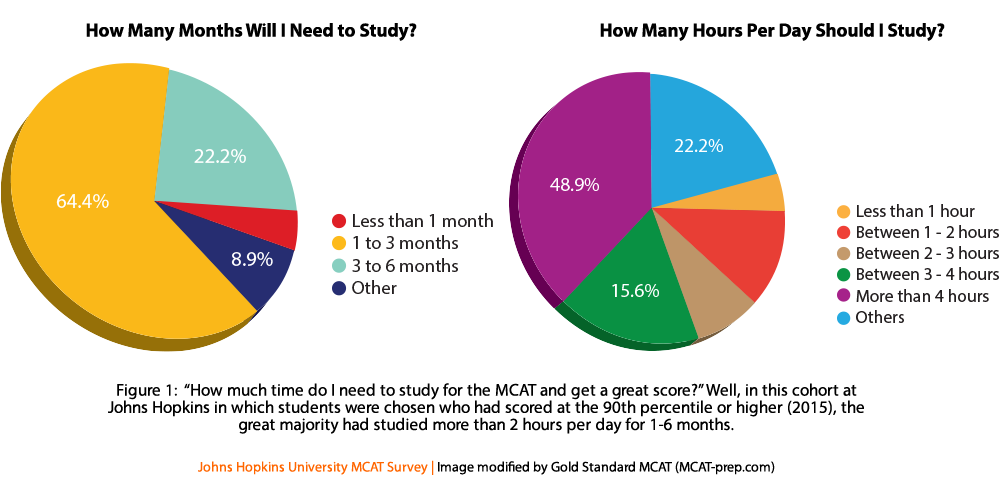 How Many Months Will I Need to Study?
64.4%
22.2%
8.9%
Less than 1 month
1 to 3 months
3 to 6 months
Other
How Many Hours Per Day Should I Study?
48.9%
22.2%
15.6%
Less than 1 hour
Between 1 - 2 hours
Between 2 - 3 hours
Between 3 - 4 hours
More than 4 hours
Others
Figure 1:  “How much time do I need to study for the MCAT and get a great score?” Well, in this cohort at
Johns Hopkins in which students were chosen who had scored at the 90th percentile or higher (2015), the
great majority had studied more than 2 hours per day for 1-6 months.
Johns Hopkins University MCAT Survey | Image modified by Gold Standard MCAT (MCAT-prep.com)